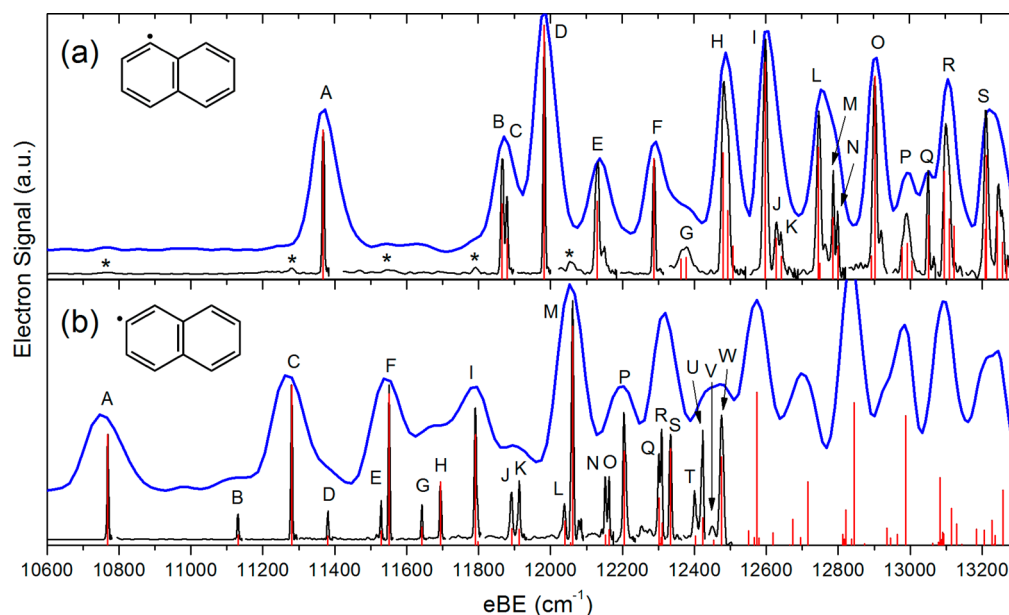 (a)
A
B
C
D
E
F
G
H
I
J
K
L
M
N
O
P
Q
R
S
*
*
*
*
*
(b)
A
B
C
D
E
F
G
H
I
J
K
L
M
N
O
P
Q
R
S
T
U
V
W
Electron Signal (a.u.)
10600 10800 11000 11200 11400 11600 11800 12000 12200 12400 12600 12800 13000 13200
eBE (cm⁻¹)